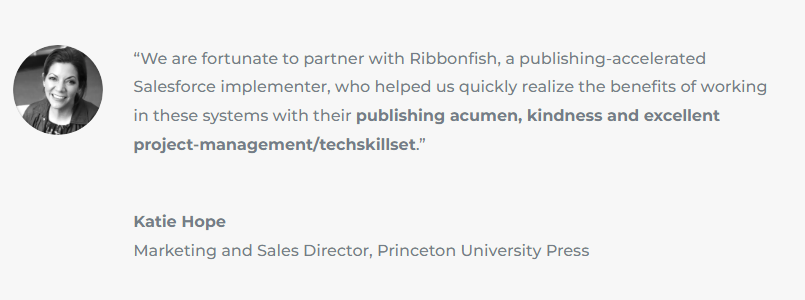 “We are fortunate to partner with Ribbonfish, a publishing-accelerated
Salesforce implementer, who helped us quickly realize the benefits of working
in these systems with their publishing acumen, kindness and excellent
project-management/techskillset.”
Katie Hope
Marketing and Sales Director, Princeton University Press